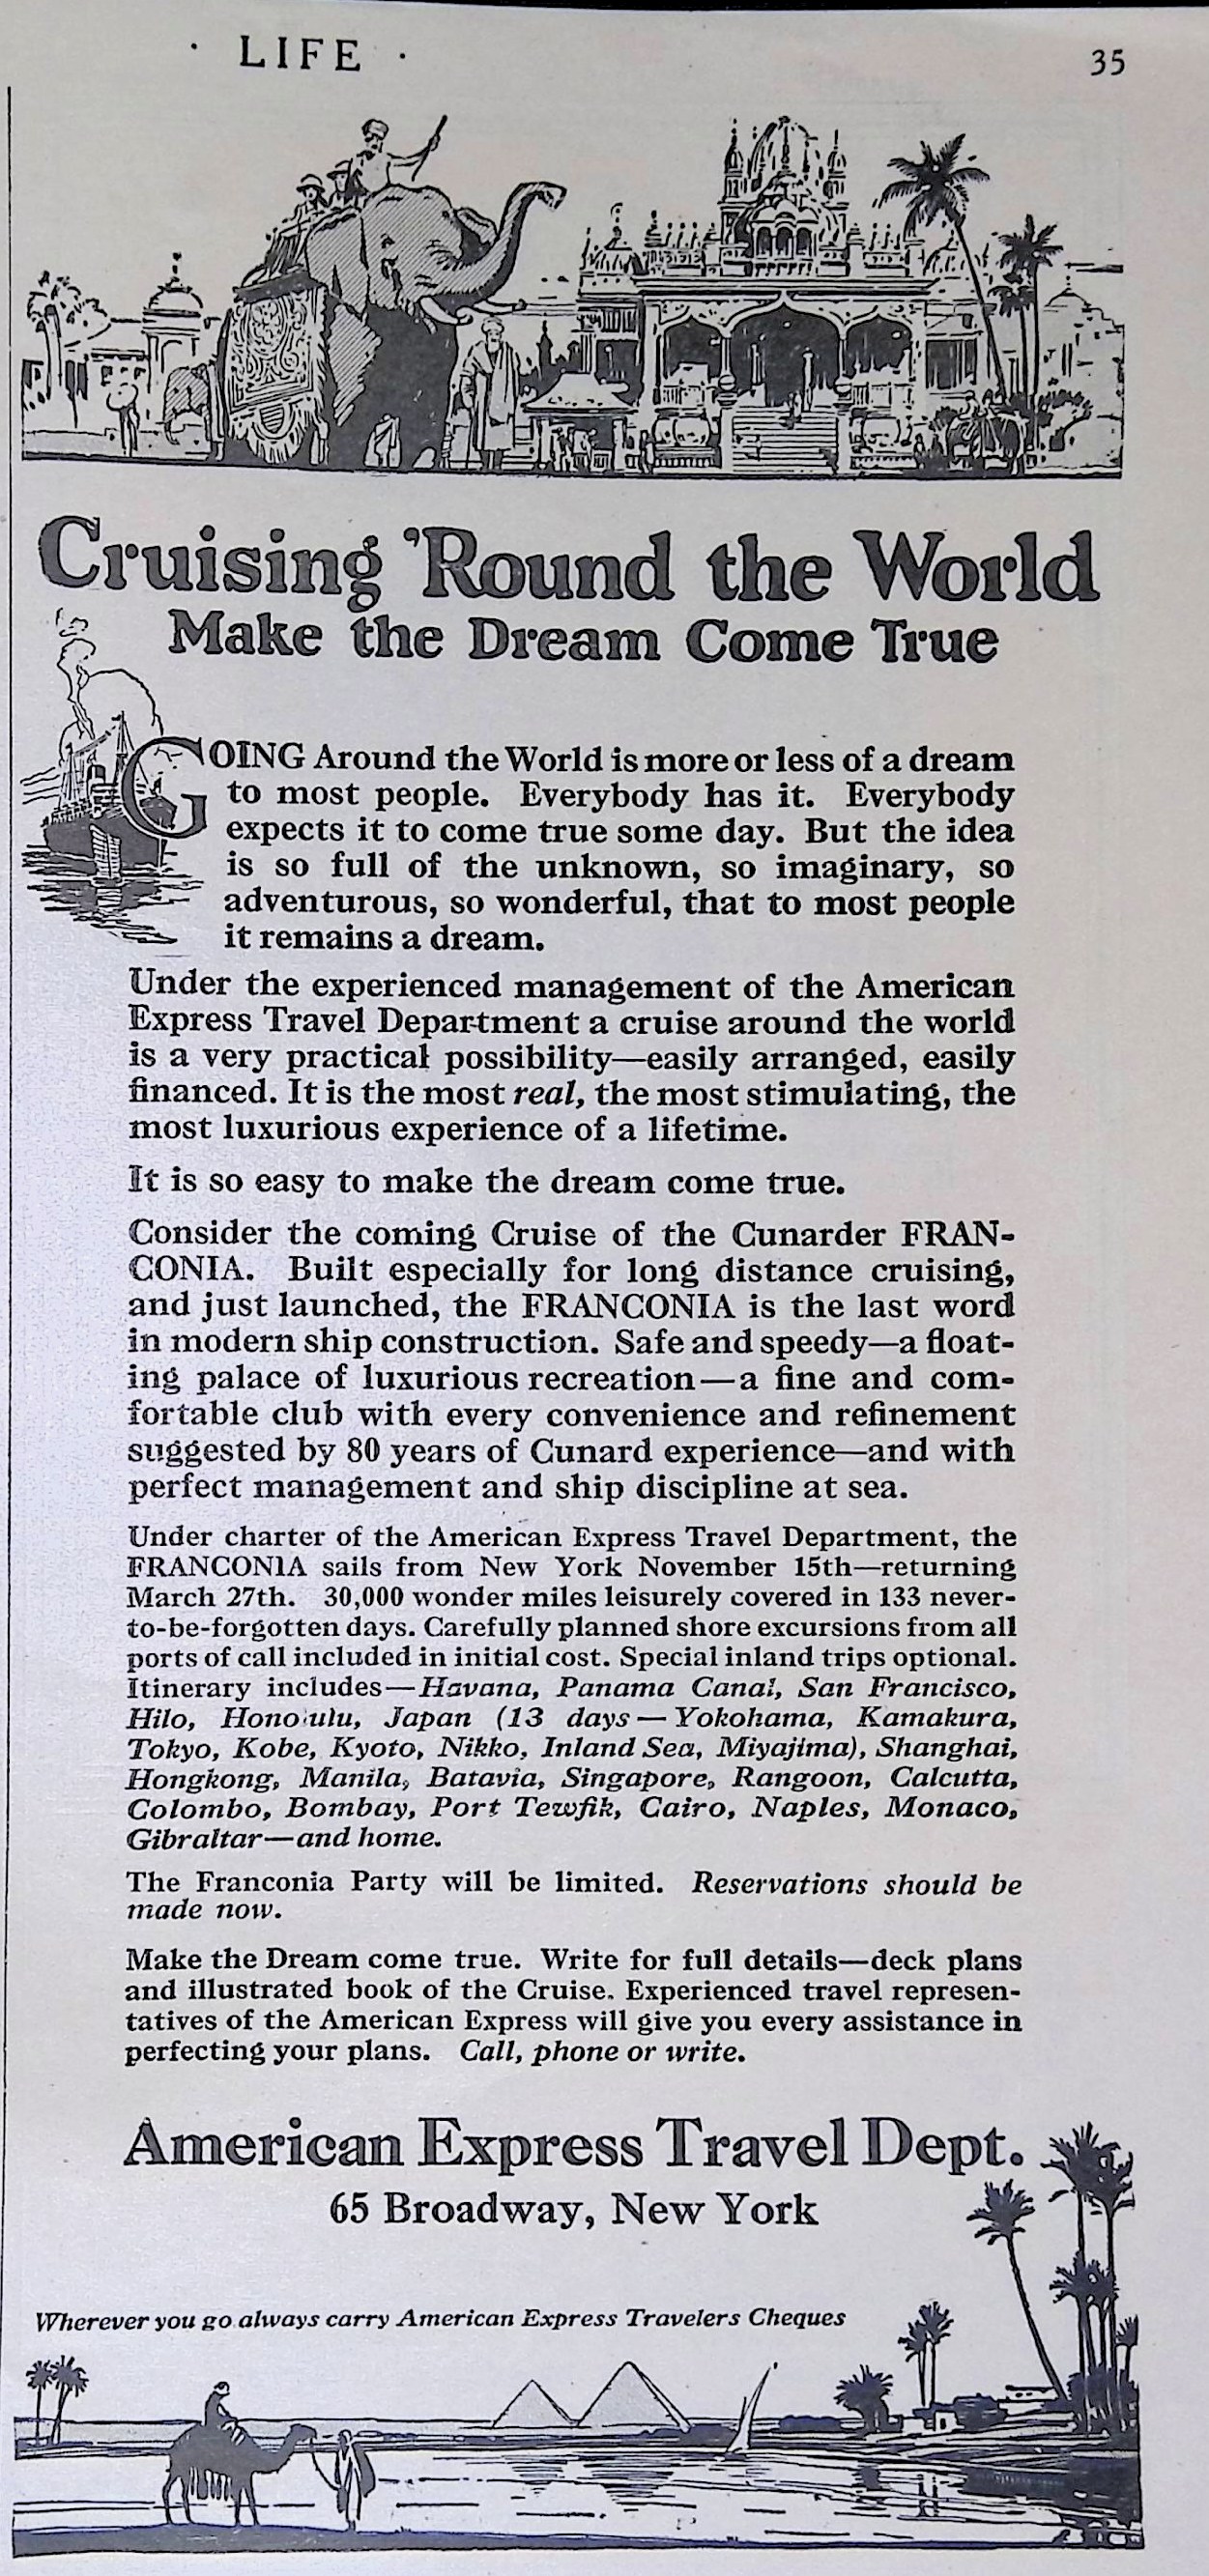 · LIFE ·
35
Cruising 'Round the World
Make the Dream Come True
GOING Around the World is more or less of a dream
to most people. Everybody has it. Everybody
expects it to come true some day. But the idea
is so full of the unknown, so imaginary, so
adventurous, so wonderful, that to most people
it remains a dream.
Under the experienced management of the American
Express Travel Department a cruise around the world
is a very practical possibility—easily arranged, easily
financed. It is the most real, the most stimulating, the
most luxurious experience of a lifetime.
It is so easy to make the dream come true.
Consider the coming Cruise of the Cunarder FRAN-
CONIA. Built especially for long distance cruising,
and just launched, the FRANCONIA is the last word
in modern ship construction. Safe and speedy—a float-
ing palace of luxurious recreation—a fine and com-
fortable club with every convenience and refinement
suggested by 80 years of Cunard experience—and with
perfect management and ship discipline at sea.
Under charter of the American Express Travel Department, the
FRANCONIA sails from New York November 15th—returning
March 27th. 30,000 wonder miles leisurely covered in 133 never-
to-be-forgotten days. Carefully planned shore excursions from all
ports of call included in initial cost. Special inland trips optional.
Itinerary includes—Havana, Panama Canal, San Francisco,
Hilo, Honolulu, Japan (13 days—Yokohama, Kamakura,
Tokyo, Kobe, Kyoto, Nikko, Inland Sea, Miyajima), Shanghai,
Hongkong, Manila, Batavia, Singapore, Rangoon, Calcutta,
Colombo, Bombay, Port Tewfik, Cairo, Naples, Monaco,
Gibraltar—and home.
The Franconia Party will be limited. Reservations should be
made now.
Make the Dream come true. Write for full details—deck plans
and illustrated book of the Cruise. Experienced travel represen-
tatives of the American Express will give you every assistance in
perfecting your plans. Call, phone or write.
American Express Travel Dept.
65 Broadway, New York
Wherever you go always carry American Express Travelers Cheques